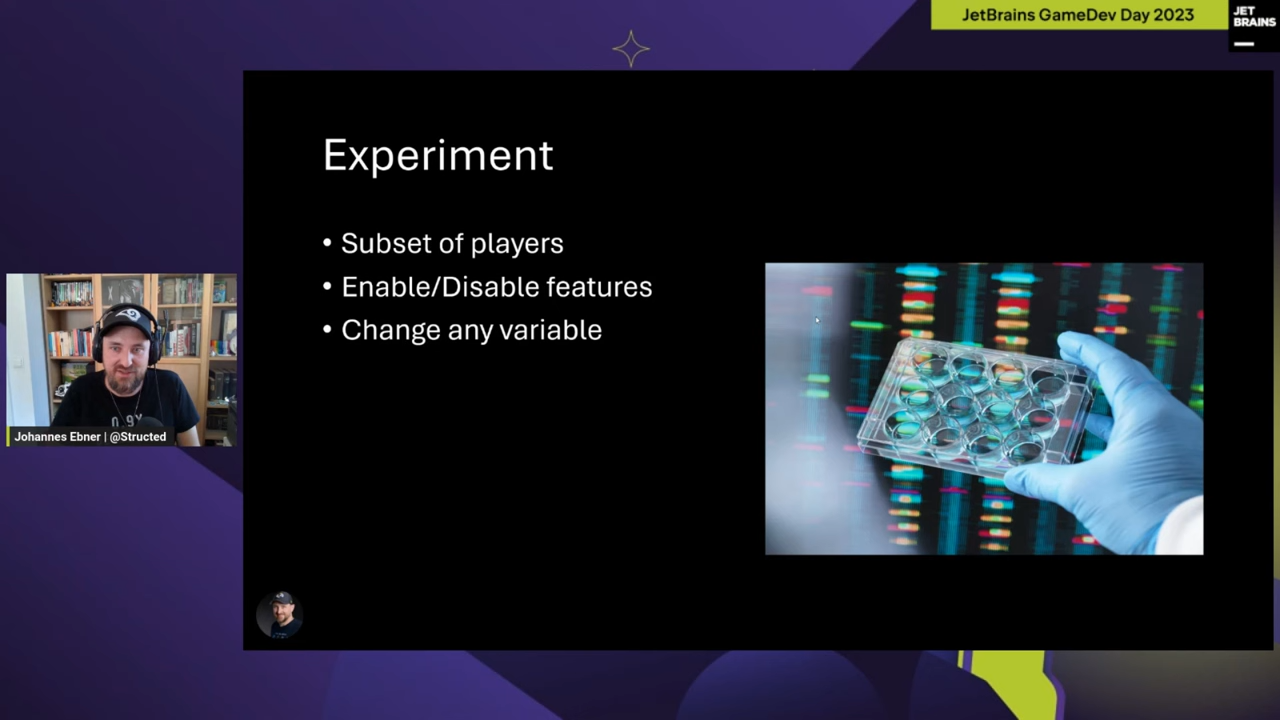 JetBrains GameDev Day 2023
JET
BRAINS
Experiment
• Subset of players
• Enable/Disable features
• Change any variable
Johannes Ebner | @Structed